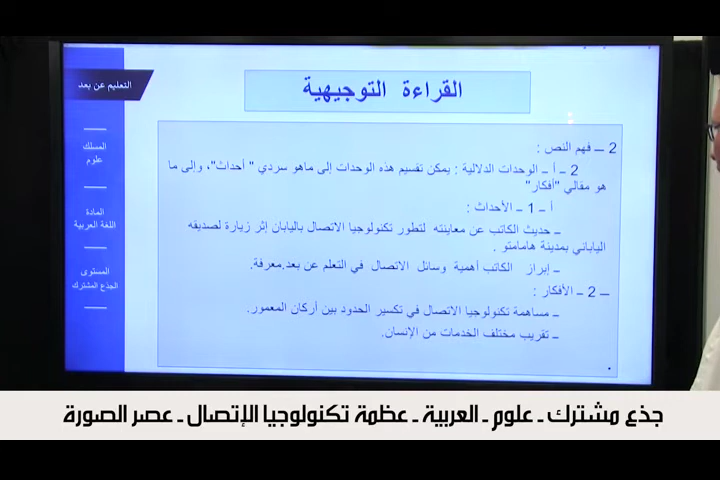 التعليم عن بعد
المسلك
علوم
المادة
اللغة العربية
المستوى
الجذع المشترك
القراءة التوجيهية
2 ــ فهم النص :
2 ـ أ ـ الوحدات الدلالية : يمكن تقسيم هذه الوحدات إلى ماهو سردي " أحداث"، وإلى ما
هو مقالي "أفكار"
أ ـ 1 ـ الأحداث :
ـ حديث الكاتب عن معاينته لتطور تكنولوجيا الاتصال باليابان إثر زيارة لصديقه
الياباني بمدينة هامامتو .
ـ إبراز الكاتب أهمية وسائل الاتصال في التعلم عن بعد.معرفة.
ــ 2 ـ الأفكار :
ـ مساهمة تكنولوجيا الاتصال في تكسير الحدود بين أركان المعمور.
ـ تقريب مختلف الخدمات من الإنسان.
جذع مشترك ـ علوم ـ العربية ـ عظمة تكنولوجيا الإتصال ـ عصر الصورة